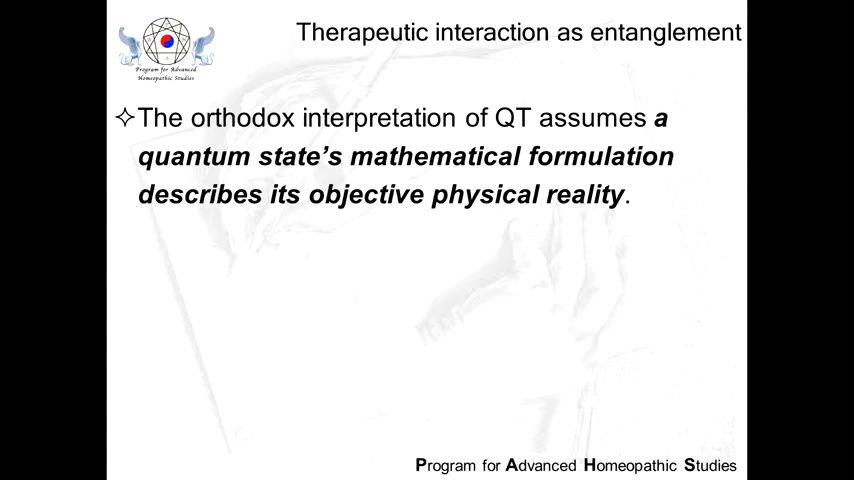 Therapeutic interaction as entanglement
Program for Advanced
Homeopathic Studies
✧The orthodox interpretation of QT assumes a
quantum state’s mathematical formulation
describes its objective physical reality.
Program for Advanced Homeopathic Studies